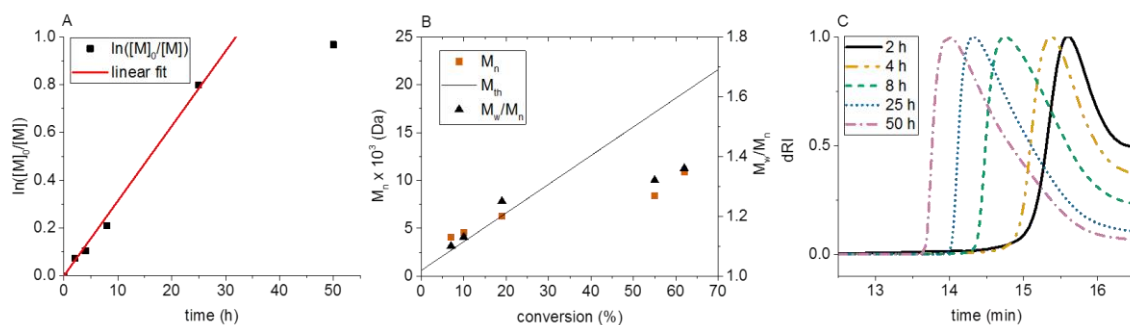 A
ln([M]₀/[M])
1.0
0.8
0.6
0.4
0.2
0.0
0
10
20
30
40
50
time (h)
ln([M]₀/[M])
linear fit
B
Mₙ x 10³ (Da)
25
20
15
10
5
0
0
10
20
30
40
50
60
70
conversion (%)
Mₙ
Mₜₕ
M_w/Mₙ
1.8
1.6
1.4
1.2
1.0
M_w/Mₙ
C
dRI
1.0
0.5
0.0
13
14
15
16
time (min)
2 h
4 h
8 h
25 h
50 h